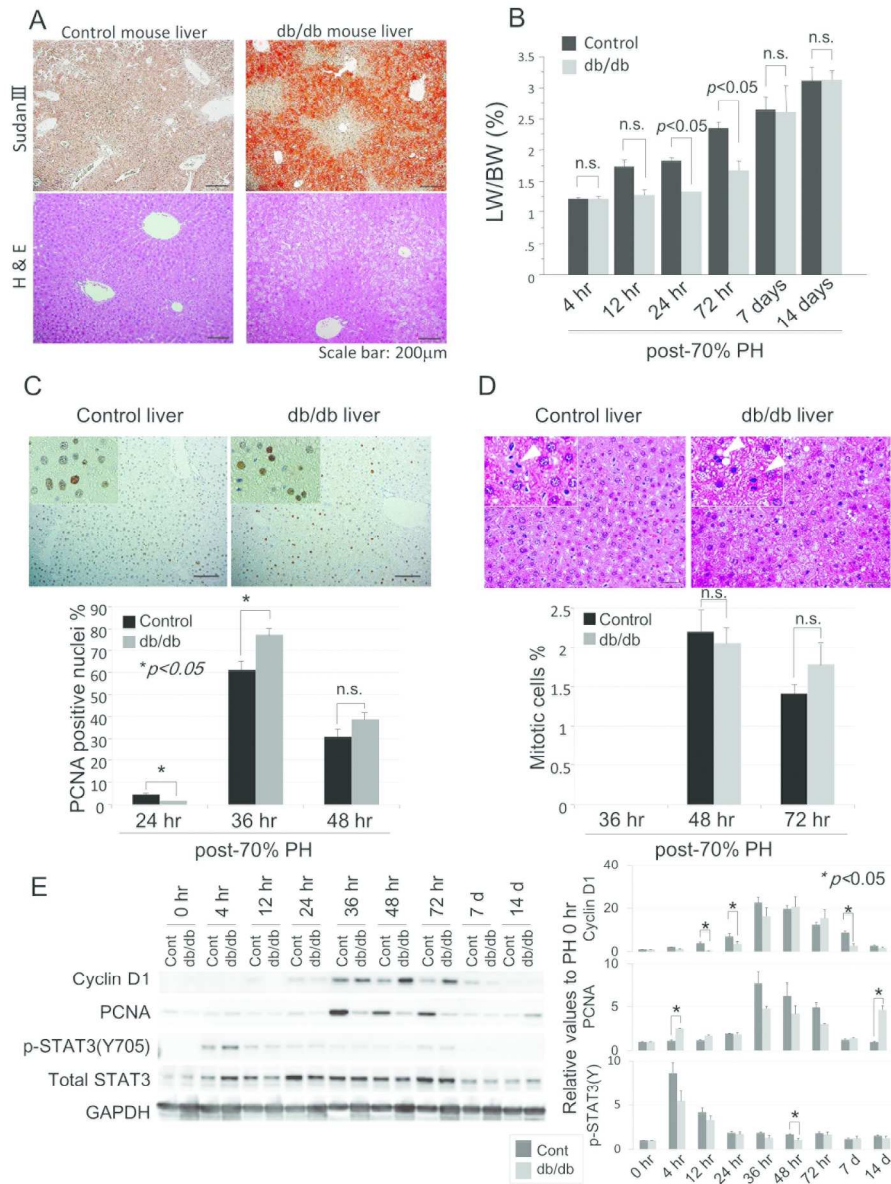 A
Control mouse liver
db/db mouse liver
SudanⅢ
H & E
Scale bar: 200μm
B
Control
db/db
LW/BW (%)
3.5
3
2.5
2
1.5
1
.5
0
n.s.
n.s.
p<0.05
p<0.05
n.s.
n.s.
4 hr
12 hr
24 hr
72 hr
7 days
14 days
post-70% PH
C
Control liver
db/db liver
PCNA positive nuclei %
90
80
70
60
50
40
30
20
10
0
Control
db/db
*p<0.05
*
*
n.s.
24 hr
36 hr
48 hr
post-70% PH
D
Control liver
db/db liver
Mitotic cells %
2.5
2
1.5
1
0.5
0
Control
db/db
n.s.
n.s.
36 hr
48 hr
72 hr
post-70% PH
E
0 hr
4 hr
12 hr
24 hr
36 hr
48 hr
72 hr
7 d
14 d
Cont db/db Cont db/db Cont db/db Cont db/db Cont db/db Cont db/db Cont db/db Cont db/db Cont db/db
Cyclin D1
PCNA
p-STAT3(Y705)
Total STAT3
GAPDH
Relative values to PH 0 hr
Cyclin D1
40
20
0
*p<0.05
*
*
*
PCNA
10
5
0
*
*
p-STAT3(Y)
10
5
0
*
0 hr
4 hr
12 hr
24 hr
36 hr
48 hr
72 hr
7 d
14 d
Cont
db/db